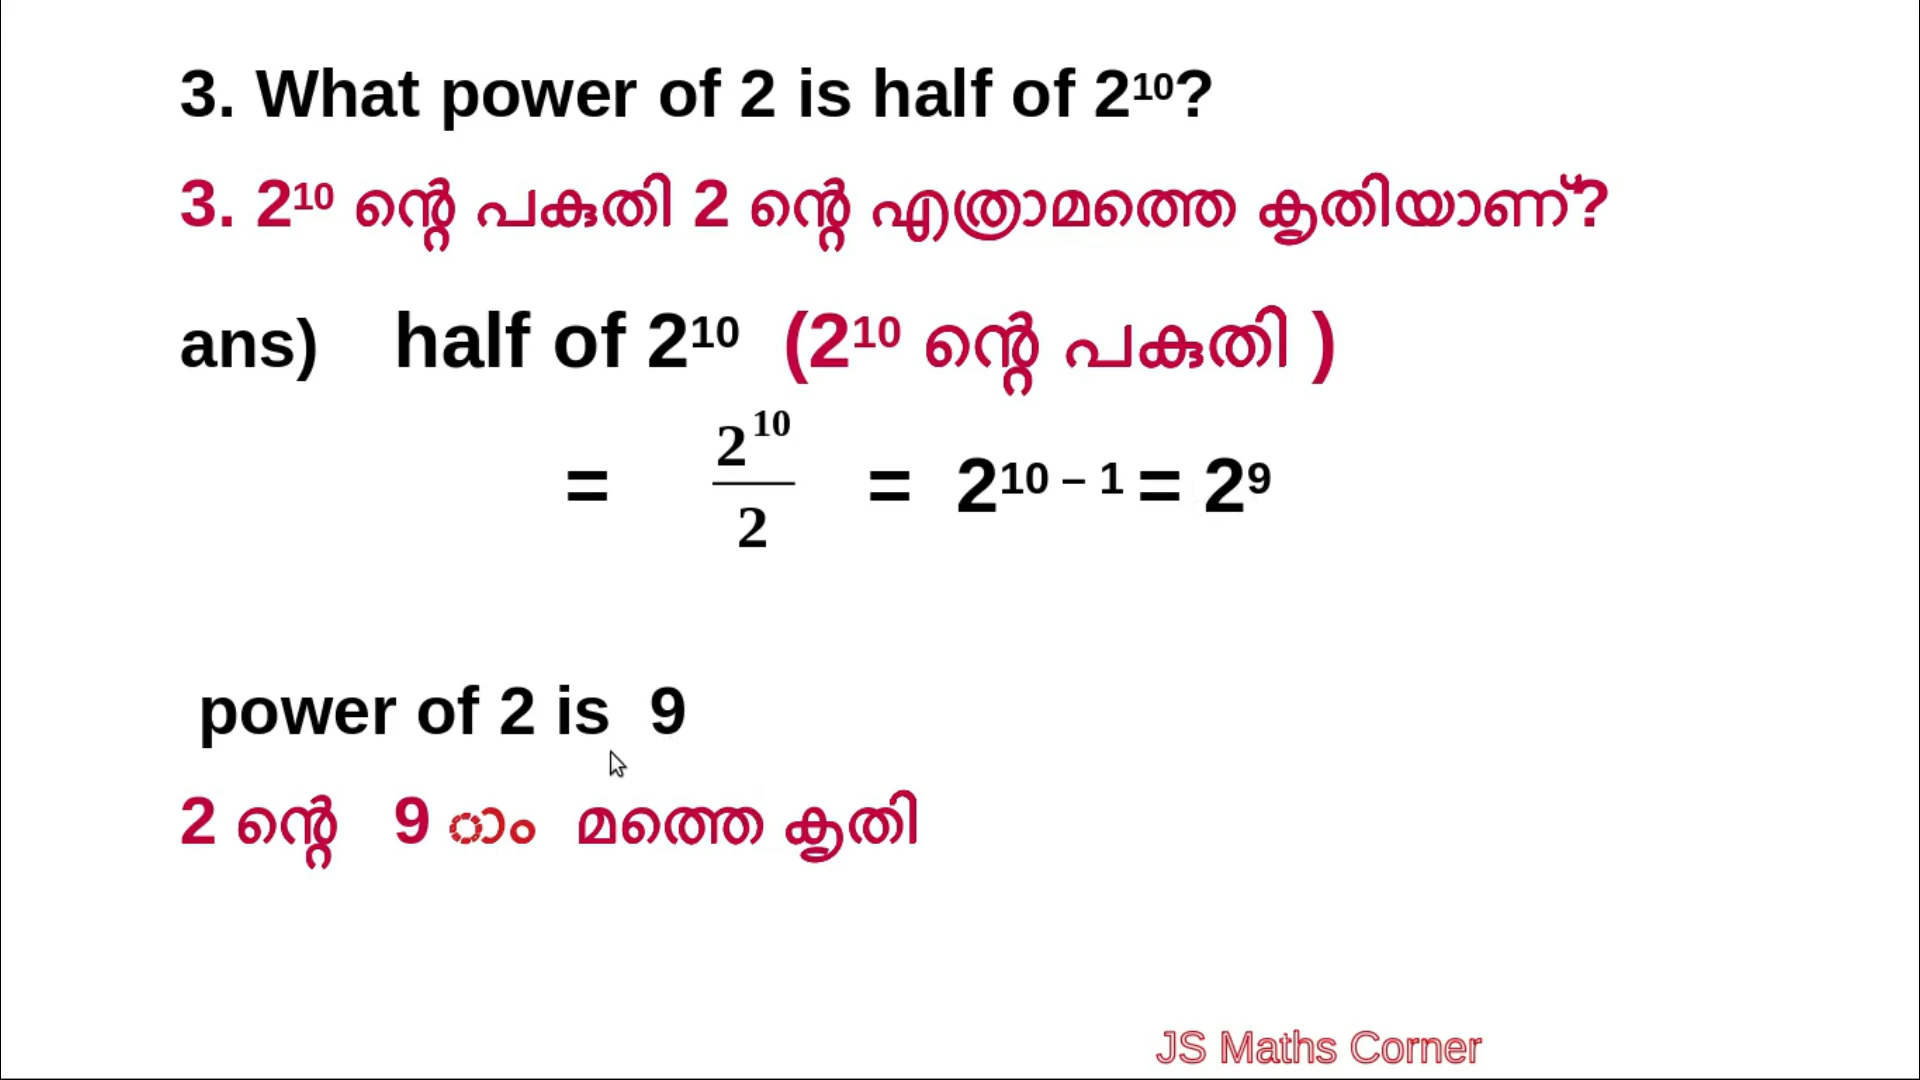 3. What power of 2 is half of 2¹⁰?
3. 2¹⁰ ന്റെ പകുതി 2 ന്റെ എത്രാമത്തെ കൃതിയാണ്?
ans) half of 2¹⁰ (2¹⁰ ന്റെ പകുതി )
= 2¹⁰/2 = 2¹⁰ ⁻ ¹ = 2⁹
power of 2 is 9
2 ന്റെ 9 ാം മത്തെ കൃതി
JS Maths Corner